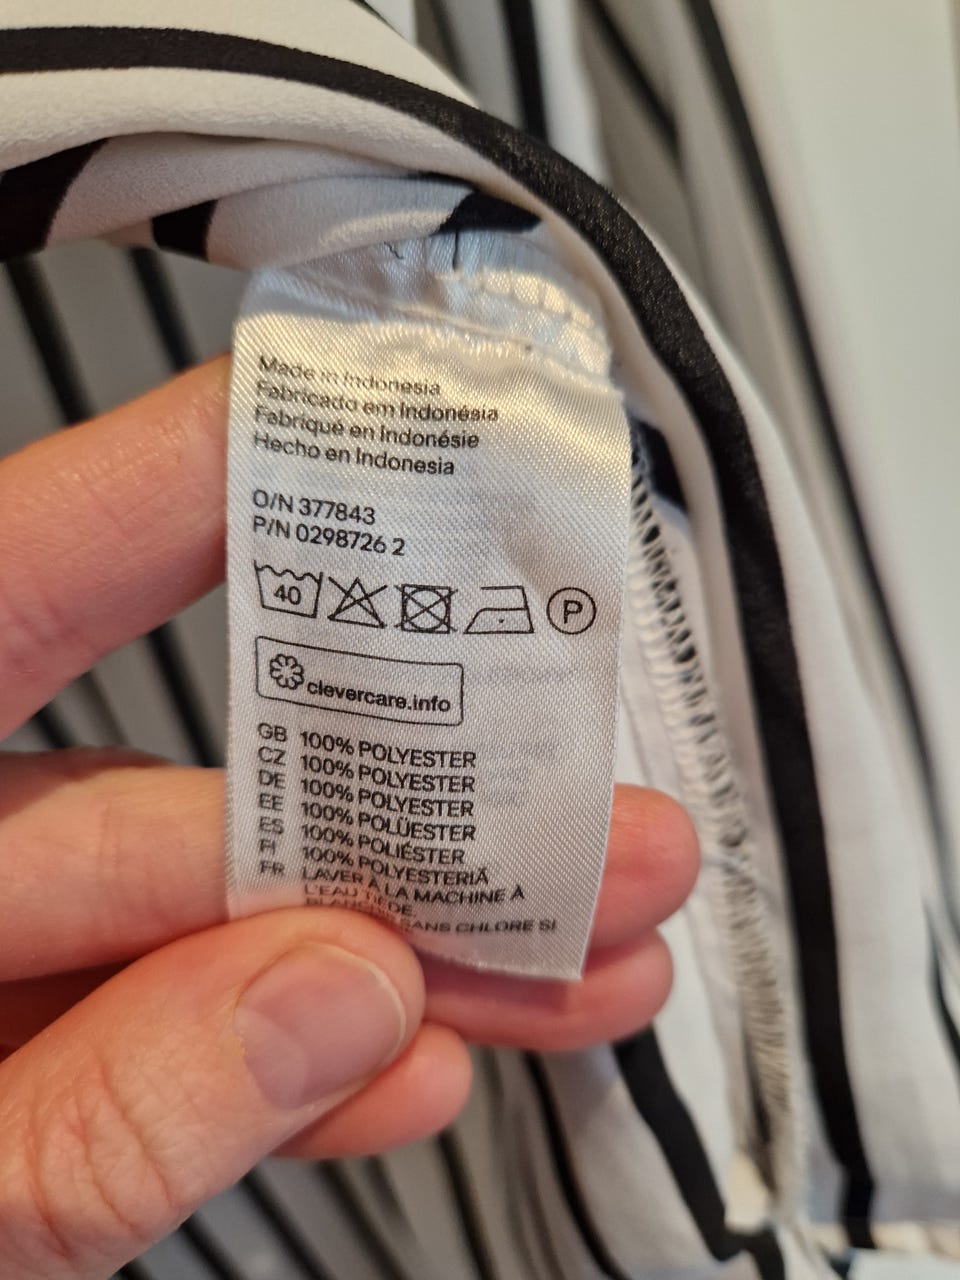 Made in Indonesia
Fabricado em Indonésia
Fabriqué en Indonésie
Hecho en Indonesia
O/N 377843
P/N 0298726 2
40 P
clevercare.info
GB 100% POLYESTER
CZ 100% POLYESTER
DE 100% POLYESTER
EE 100% POLÜESTER
ES 100% POLIÉSTER
FI 100% POLYESTERIÄ
FR LAVER À LA MACHINE À
L'EAU TIÈDE,
SANS CHLORE SI